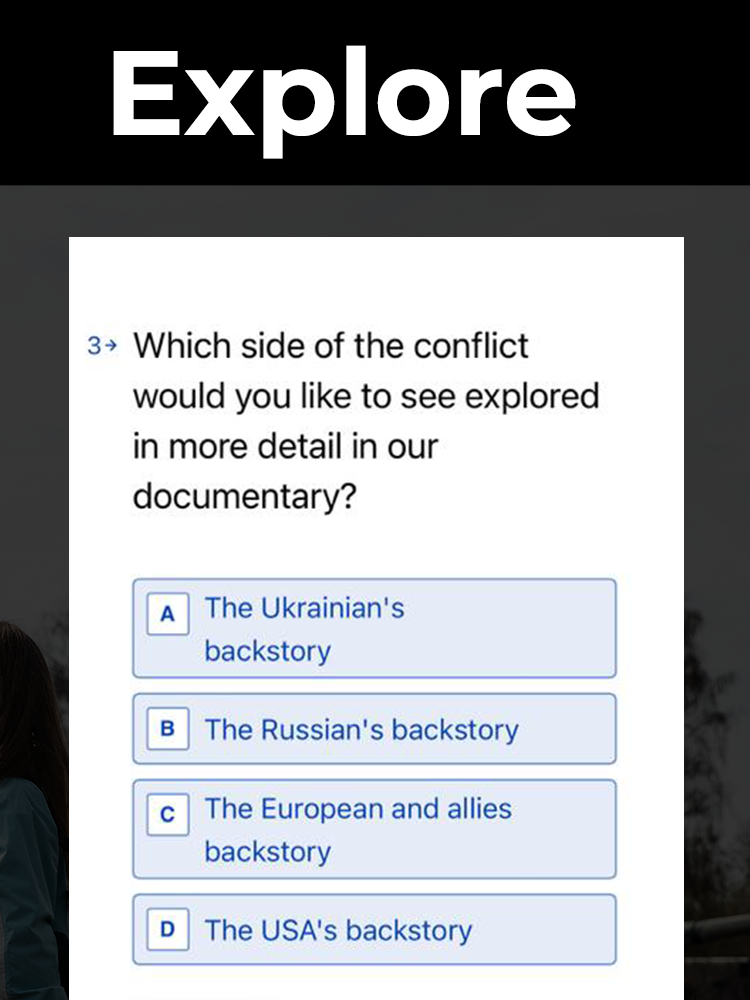 Explore
3→ Which side of the conflict
would you like to see explored
in more detail in our
documentary?
A The Ukrainian's
backstory
B The Russian's backstory
C The European and allies
backstory
D The USA's backstory